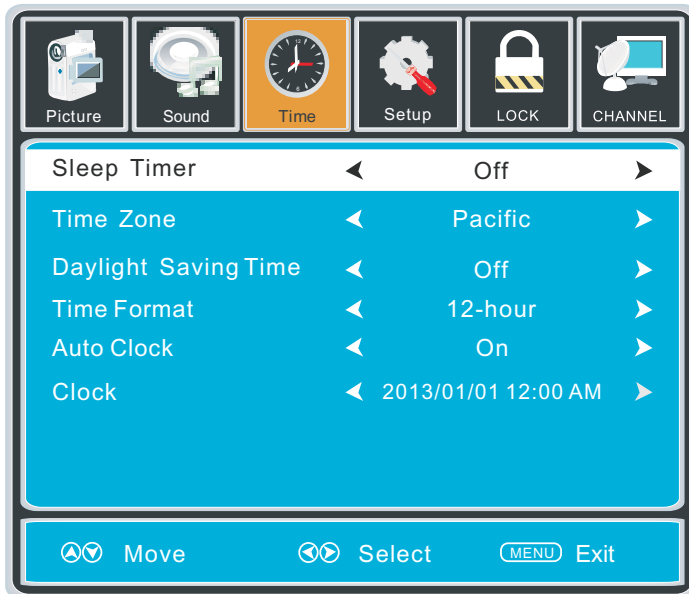 Picture Sound Time Setup LOCK CHANNEL
Sleep Timer Off
Time Zone Pacific
Daylight Saving Time Off
Time Format 12-hour
Auto Clock On
Clock 2013/01/01 12:00 AM
Move Select MENU Exit